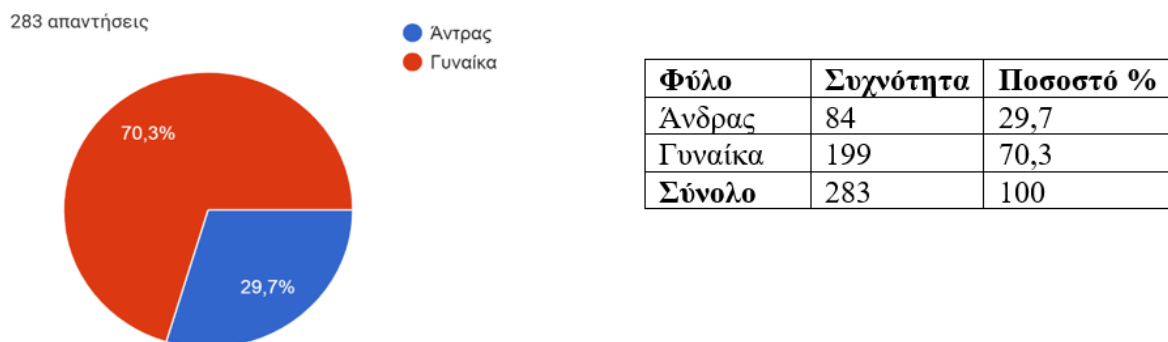 283 απαντήσεις
Άντρας
Γυναίκα
70,3%
29,7%
Φύλο Συχνότητα Ποσοστό %
Άνδρας 84 29,7
Γυναίκα 199 70,3
Σύνολο 283 100